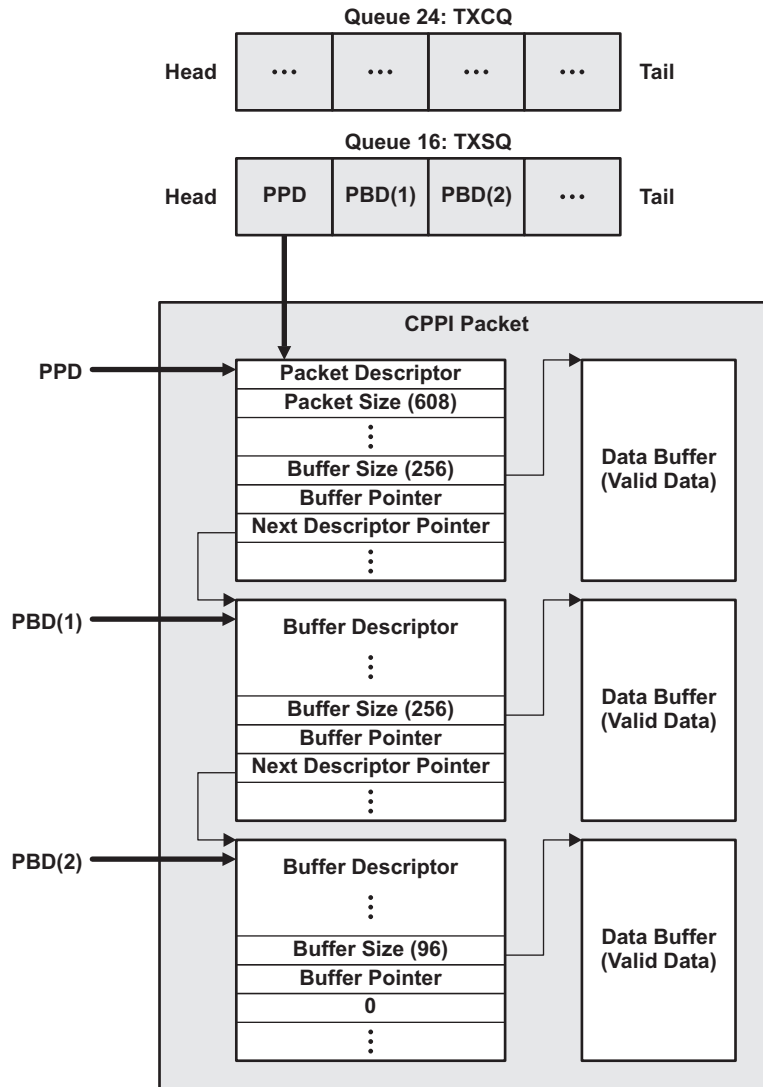 Queue 24: TXCQ
Head ... ... ... ... Tail
Queue 16: TXSQ
Head PPD PBD(1) PBD(2) ... Tail
CPPI Packet
PPD
Packet Descriptor
Packet Size (608)
Buffer Size (256)
Buffer Pointer
Next Descriptor Pointer
Data Buffer
(Valid Data)
PBD(1)
Buffer Descriptor
Buffer Size (256)
Buffer Pointer
Next Descriptor Pointer
Data Buffer
(Valid Data)
PBD(2)
Buffer Descriptor
Buffer Size (96)
Buffer Pointer
0
Data Buffer
(Valid Data)